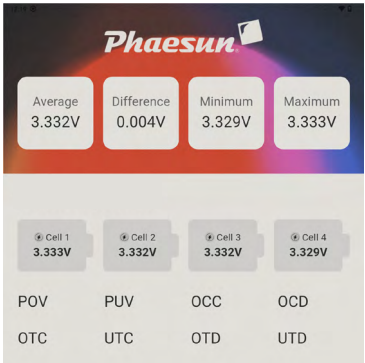 Phaesun
Average Difference Minimum Maximum
3.332V 0.004V 3.329V 3.333V
Cell 1 Cell 2 Cell 3 Cell 4
3.333V 3.332V 3.332V 3.329V
POV PUV OCC OCD
OTC UTC OTD UTD